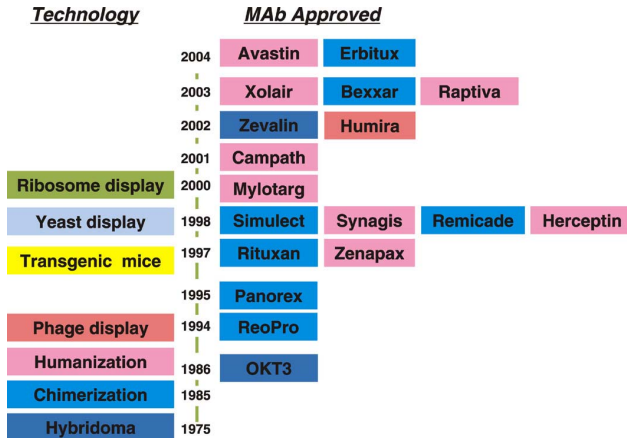 Technology MAb Approved
2004 Avastin Erbitux
2003 Xolair Bexxar Raptiva
2002 Zevalin Humira
2001 Campath
Ribosome display 2000 Mylotarg
Yeast display 1998 Simulect Synagis Remicade Herceptin
Transgenic mice 1997 Rituxan Zenapax
1995 Panorex
Phage display 1994 ReoPro
Humanization 1986 OKT3
Chimerization 1985
Hybridoma 1975